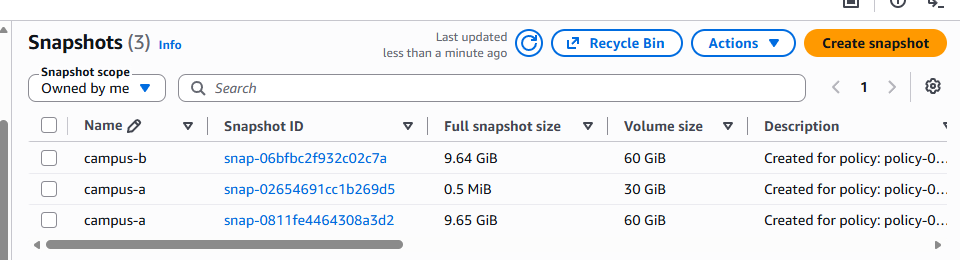 Snapshots (3) Info
Last updated
less than a minute ago
Recycle Bin
Actions
Create snapshot
Snapshot scope
Owned by me
Search
1
Name Snapshot ID Full snapshot size Volume size Description
campus-b snap-06bfbc2f932c02c7a 9.64 GiB 60 GiB Created for policy: policy-0...
campus-a snap-02654691cc1b269d5 0.5 MiB 30 GiB Created for policy: policy-0...
campus-a snap-0811fe4464308a3d2 9.65 GiB 60 GiB Created for policy: policy-0...